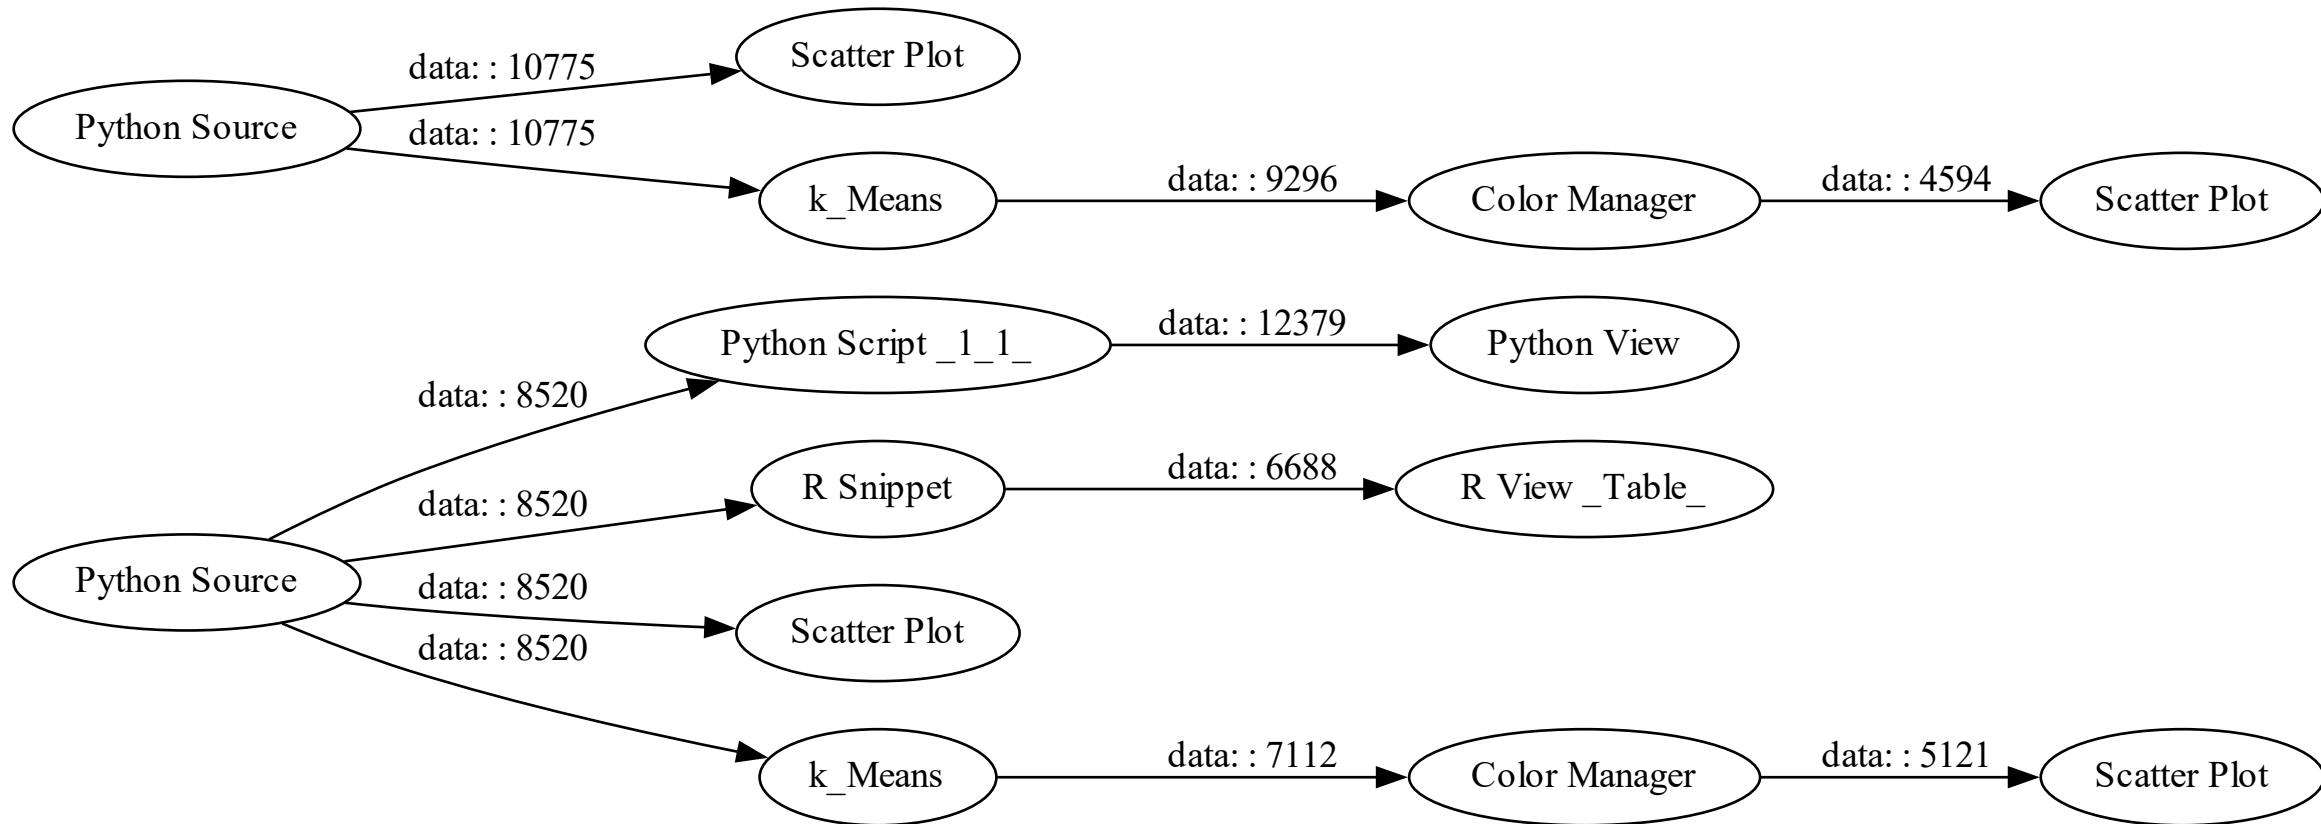 Scatter Plot
data: : 10775
Python Source
data: : 10775
k_Means
data: : 9296
Color Manager
data: : 4594
Scatter Plot
Python Script _1_1_
data: : 12379
Python View
data: : 8520
R Snippet
data: : 6688
R View _Table_
data: : 8520
Python Source
data: : 8520
Scatter Plot
data: : 8520
k_Means
data: : 7112
Color Manager
data: : 5121
Scatter Plot